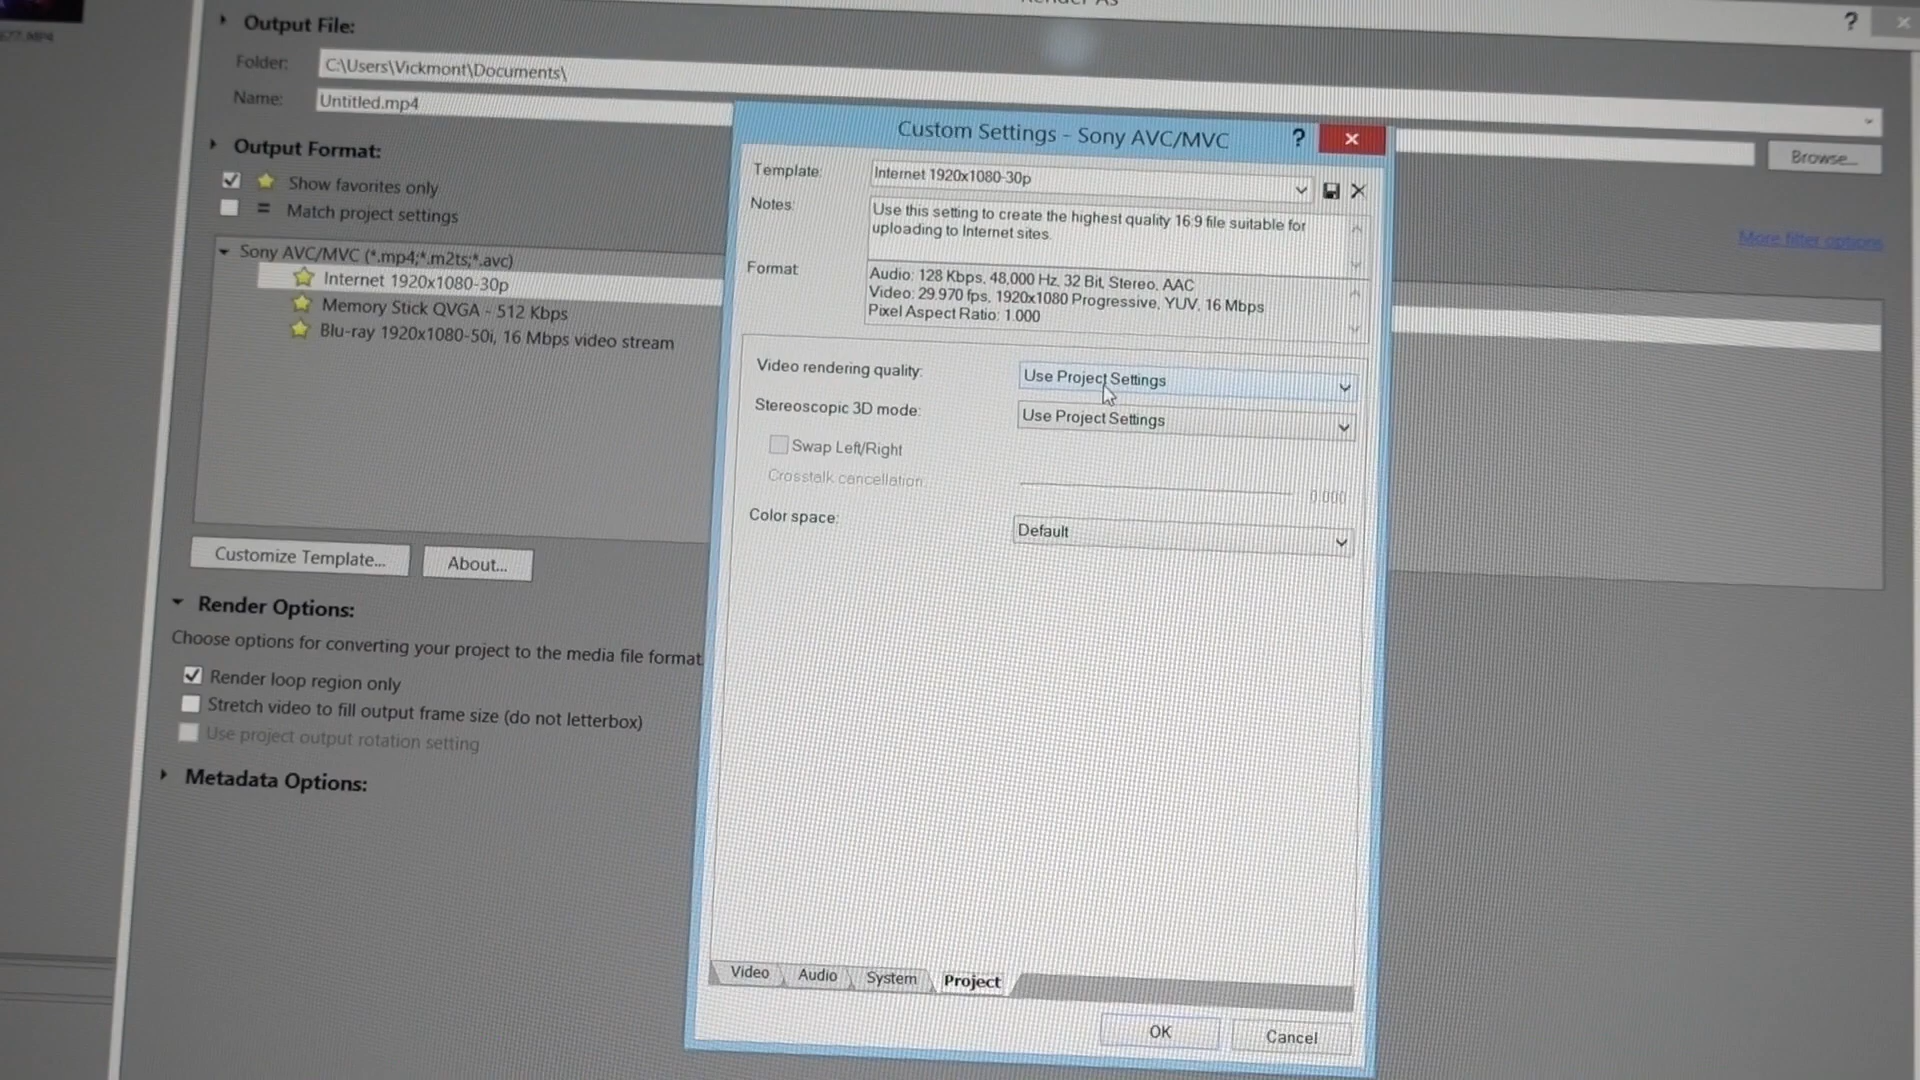 Output File:
Folder:
C:\Users\Vickmont\Documents\
Name:
Untitled.mp4
Browse...
Output Format:
Show favorites only
= Match project settings
More filter options
Sony AVC/MVC (*.mp4;*.m2ts;*.avc)
Internet 1920x1080-30p
Memory Stick QVGA - 512 Kbps
Blu-ray 1920x1080-50i, 16 Mbps video stream
Customize Template...
About...
Render Options:
Choose options for converting your project to the media file format
Render loop region only
Stretch video to fill output frame size (do not letterbox)
Use project output rotation setting
Metadata Options:
Custom Settings - Sony AVC/MVC
?
Template:
Internet 1920x1080-30p
Notes:
Use this setting to create the highest quality 16:9 file suitable for
uploading to Internet sites.
Format:
Audio: 128 Kbps, 48,000 Hz, 32 Bit, Stereo, AAC
Video: 29.970 fps, 1920x1080 Progressive, YUV, 16 Mbps
Pixel Aspect Ratio: 1.000
Video rendering quality:
Use Project Settings
Stereoscopic 3D mode:
Use Project Settings
Swap Left/Right
Crosstalk cancellation:
0.000
Color space:
Default
Video
Audio
System
Project
OK
Cancel